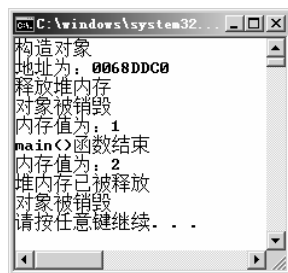 C:\windows\system32...
构造对象
地址为：0068DDC0
释放堆内存
对象被销毁
内存值为：1
main()函数结束
内存值为：2
堆内存已被释放
对象被销毁
请按任意键继续. . .